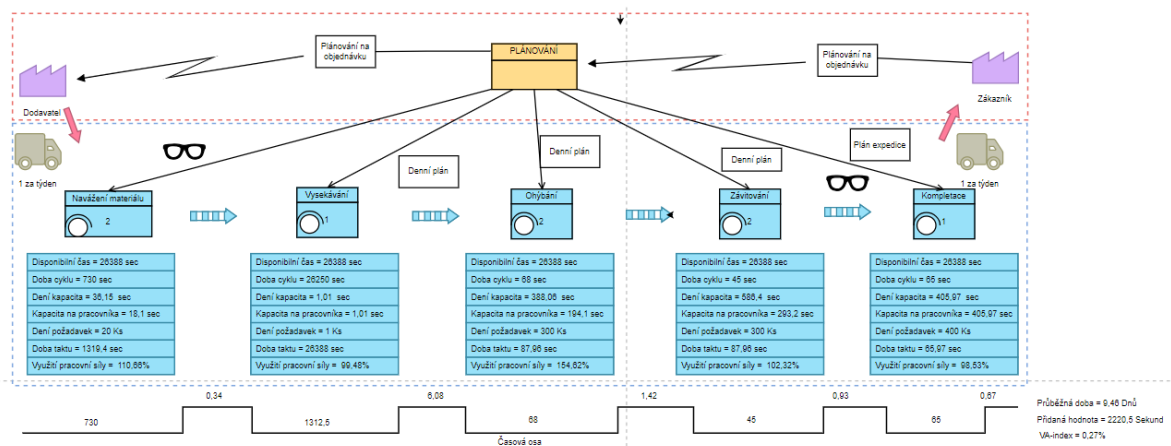 PLÁNOVÁNÍ
Plánování na
objednávku
Plánování na
objednávku
Dodavatel
Zákazník
1 za týden
Denní plán
Denní plán
Denní plán
Plán expedice
1 za týden
Navážení materiálu
2
Vysekávání
1
Ohýbání
2
Závitování
2
Kompletace
1
Disponibilní čas = 26388 sec
Doba cyklu = 730 sec
Dení kapacita = 36,15 sec
Kapacita na pracovníka = 18,1 sec
Dení požadavek = 20 Ks
Doba taktu = 1319,4 sec
Využití pracovní síly = 110,66%
Disponibilní čas = 26388 sec
Doba cyklu = 26250 sec
Dení kapacita = 1,01 sec
Kapacita na pracovníka = 1,01 sec
Dení požadavek = 1 Ks
Doba taktu = 26388 sec
Využití pracovní síly = 99,48%
Disponibilní čas = 26388 sec
Doba cyklu = 68 sec
Dení kapacita = 388,06 sec
Kapacita na pracovníka = 194,1 sec
Dení požadavek = 300 Ks
Doba taktu = 87,96 sec
Využití pracovní síly = 154,62%
Disponibilní čas = 26388 sec
Doba cyklu = 45 sec
Dení kapacita = 586,4 sec
Kapacita na pracovníka = 293,2 sec
Dení požadavek = 300 Ks
Doba taktu = 87,96 sec
Využití pracovní síly = 102,32%
Disponibilní čas = 26388 sec
Doba cyklu = 65 sec
Dení kapacita = 405,97 sec
Kapacita na pracovníka = 405,97 sec
Dení požadavek = 400 Ks
Doba taktu = 65,97 sec
Využití pracovní síly = 98,53%
730
0,34
1312,5
6,08
68
1,42
45
0,93
65
0,67
Časová osa
Průběžná doba = 9,46 Dnů
Přidaná hodnota = 2220,5 Sekund
VA-index = 0,27%